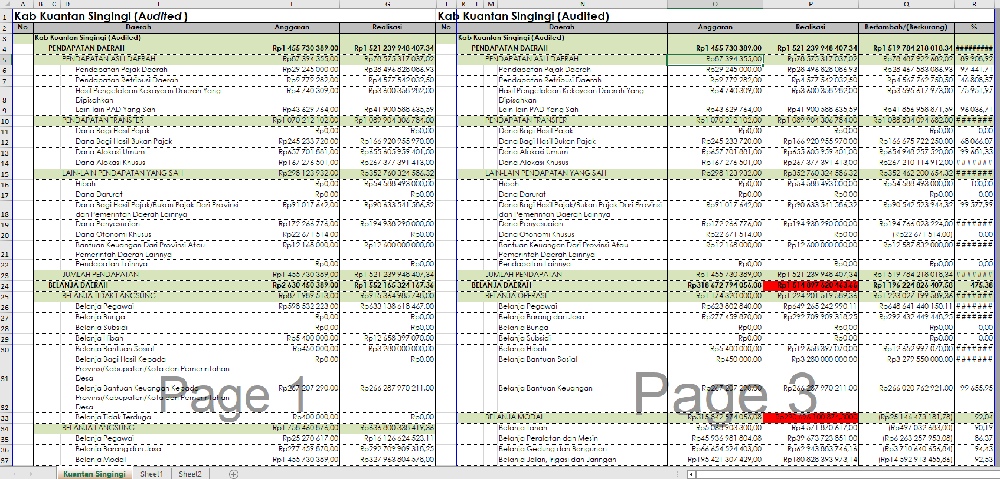 A B C D E F G J K L M N O P Q R
1 Kab Kuantan Singingi (Audited ) Kab Kuantan Singingi (Audited)
2 No Daerah Anggaran Realisasi No Daerah Anggaran Realisasi Bertambah/(Berkurang) %
3 Kab Kuantan Singingi (Audited) Kab Kuantan Singingi (Audited)
4 PENDAPATAN DAERAH Rp1 455 730 389,00 Rp1 521 239 948 407,34 PENDAPATAN DAERAH Rp1 455 730 389,00 Rp1 521 239 948 407,34 Rp1 519 784 218 018,34 #########
5 PENDAPATAN ASLI DAERAH Rp87 394 355,00 Rp78 575 317 037,02 PENDAPATAN ASLI DAERAH Rp87 394 355,00 Rp78 575 317 037,02 Rp78 487 922 682,02 89 908,92
6 Pendapatan Pajak Daerah Rp29 245 000,00 Rp28 496 828 086,93 Pendapatan Pajak Daerah Rp29 245 000,00 Rp28 496 828 086,93 Rp28 467 583 086,93 97 441,71
7 Pendapatan Retribusi Daerah Rp9 779 282,00 Rp4 577 542 032,50 Pendapatan Retribusi Daerah Rp9 779 282,00 Rp4 577 542 032,50 Rp4 567 762 750,50 46 808,57
Hasil Pengelolaan Kekayaan Daerah Yang Rp4 740 309,00 Rp3 600 358 282,00 Hasil Pengelolaan Kekayaan Daerah Yang Rp4 740 309,00 Rp3 600 358 282,00 Rp3 595 617 973,00 75 951,97
8 Dipisahkan Dipisahkan
9 Lain-lain PAD Yang Sah Rp43 629 764,00 Rp41 900 588 635,59 Lain-lain PAD Yang Sah Rp43 629 764,00 Rp41 900 588 635,59 Rp41 856 958 871,59 96 036,71
10 PENDAPATAN TRANSFER Rp1 070 212 102,00 Rp1 089 904 306 784,00 PENDAPATAN TRANSFER Rp1 070 212 102,00 Rp1 089 904 306 784,00 Rp1 088 834 094 682,00 #######
11 Dana Bagi Hasil Pajak Rp0,00 Rp0,00 Dana Bagi Hasil Pajak Rp0,00 Rp0,00 Rp0,00 0,00
12 Dana Bagi Hasil Bukan Pajak Rp245 233 720,00 Rp166 920 955 970,00 Dana Bagi Hasil Bukan Pajak Rp245 233 720,00 Rp166 920 955 970,00 Rp166 675 722 250,00 68 066,07
13 Dana Alokasi Umum Rp657 701 881,00 Rp655 605 959 401,00 Dana Alokasi Umum Rp657 701 881,00 Rp655 605 959 401,00 Rp654 948 257 520,00 99 681,33
14 Dana Alokasi Khusus Rp167 276 501,00 Rp267 377 391 413,00 Dana Alokasi Khusus Rp167 276 501,00 Rp267 377 391 413,00 Rp267 210 114 912,00 #######
15 LAIN-LAIN PENDAPATAN YANG SAH Rp298 123 932,00 Rp352 760 324 586,32 LAIN-LAIN PENDAPATAN YANG SAH Rp298 123 932,00 Rp352 760 324 586,32 Rp352 462 200 654,32 #######
16 Hibah Rp0,00 Rp54 588 493 000,00 Hibah Rp0,00 Rp54 588 493 000,00 Rp54 588 493 000,00 100,00
17 Dana Darurat Rp0,00 Rp0,00 Dana Darurat Rp0,00 Rp0,00 Rp0,00 0,00
Dana Bagi Hasil Pajak/Bukan Pajak Dari Provinsi Rp91 017 642,00 Rp90 633 541 586,32 Dana Bagi Hasil Pajak/Bukan Pajak Dari Provinsi Rp91 017 642,00 Rp90 633 541 586,32 Rp90 542 523 944,32 99 577,99
18 dan Pemerintah Daerah Lainnya dan Pemerintah Daerah Lainnya
19 Dana Penyesuaian Rp172 266 776,00 Rp194 938 290 000,00 Dana Penyesuaian Rp172 266 776,00 Rp194 938 290 000,00 Rp194 766 023 224,00 #######
20 Dana Otonomi Khusus Rp22 671 514,00 Rp0,00 Dana Otonomi Khusus Rp22 671 514,00 Rp0,00 (Rp22 671 514,00) 0,00
Bantuan Keuangan Dari Provinsi Atau Rp12 168 000,00 Rp12 600 000 000,00 Bantuan Keuangan Dari Provinsi Atau Rp12 168 000,00 Rp12 600 000 000,00 Rp12 587 832 000,00 #######
21 Pemerintah Daerah Lainnya Pemerintah Daerah Lainnya
22 Pendapatan Lainnya Rp0,00 Rp0,00 Pendapatan Lainnya Rp0,00 Rp0,00 Rp0,00 0,00
23 JUMLAH PENDAPATAN Rp1 455 730 389,00 Rp1 521 239 948 407,34 JUMLAH PENDAPATAN Rp1 455 730 389,00 Rp1 521 239 948 407,34 Rp1 519 784 218 018,34 #######
24 BELANJA DAERAH Rp2 630 450 389,00 Rp1 552 165 324 167,36 BELANJA DAERAH Rp318 672 794 056,08 Rp1 514 897 620 463,66 Rp1 196 224 826 407,58 475,38
25 BELANJA TIDAK LANGSUNG Rp871 989 513,00 Rp915 364 985 748,00 BELANJA OPERASI Rp1 174 320 000,00 Rp1 224 201 519 589,36 Rp1 223 027 199 589,36 #######
26 Belanja Pegawai Rp598 532 223,00 Rp633 138 618 467,00 Belanja Pegawai Rp623 802 840,00 Rp649 265 242 990,11 Rp648 641 440 150,11 #######
27 Belanja Bunga Rp0,00 Rp0,00 Belanja Barang dan Jasa Rp277 459 870,00 Rp292 709 909 318,25 Rp292 432 449 448,25 #######
28 Belanja Subsidi Rp0,00 Rp0,00 Belanja Bunga Rp0,00 Rp0,00 Rp0,00 0,00
29 Belanja Hibah Rp5 400 000,00 Rp12 658 397 070,00 Belanja Subsidi Rp0,00 Rp0,00 Rp0,00 0,00
30 Belanja Bantuan Sosial Rp450 000,00 Rp3 280 000 000,00 Belanja Hibah Rp5 400 000,00 Rp12 658 397 070,00 Rp12 652 997 070,00 #######
Belanja Bagi Hasil Kepada Rp0,00 Rp0,00 Belanja Bantuan Sosial Rp450 000,00 Rp3 280 000 000,00 Rp3 279 550 000,00 #######
Provinsi/Kabupaten/Kota dan Pemerintahan
31 Desa
Belanja Bantuan Keuangan Kepada Rp267 207 290,00 Rp266 287 970 211,00 Belanja Bantuan Keuangan Rp267 207 290,00 Rp266 287 970 211,00 Rp266 020 762 921,00 99 655,95
Provinsi/Kabupaten/Kota dan Pemerintahan
Page 1 Page 3
32 Desa
33 Belanja Tidak Terduga Rp400 000,00 Rp0,00 BELANJA MODAL Rp315 842 574 056,08 Rp290 696 100 874,3000 (Rp25 146 473 181,78) 92,04
34 BELANJA LANGSUNG Rp1 758 460 876,00 Rp636 800 338 419,36 Belanja Tanah Rp5 068 903 300,00 Rp4 571 870 617,00 (Rp497 032 683,00) 90,19
35 Belanja Pegawai Rp25 270 617,00 Rp16 126 624 523,11 Belanja Peralatan dan Mesin Rp45 936 981 804,08 Rp39 673 723 851,00 (Rp6 263 257 953,08) 86,37
36 Belanja Barang dan Jasa Rp277 459 870,00 Rp292 709 909 318,25 Belanja Gedung dan Bangunan Rp66 654 524 403,00 Rp62 943 883 746,16 (Rp3 710 640 656,84) 94,43
37 Belanja Modal Rp1 455 730 389,00 Rp327 963 804 578,00 Belanja Jalan, Irigasi dan Jaringan Rp195 421 307 429,00 Rp180 828 393 973,14 (Rp14 592 913 455,86) 92,53
Kuantan Singingi Sheet1 Sheet2